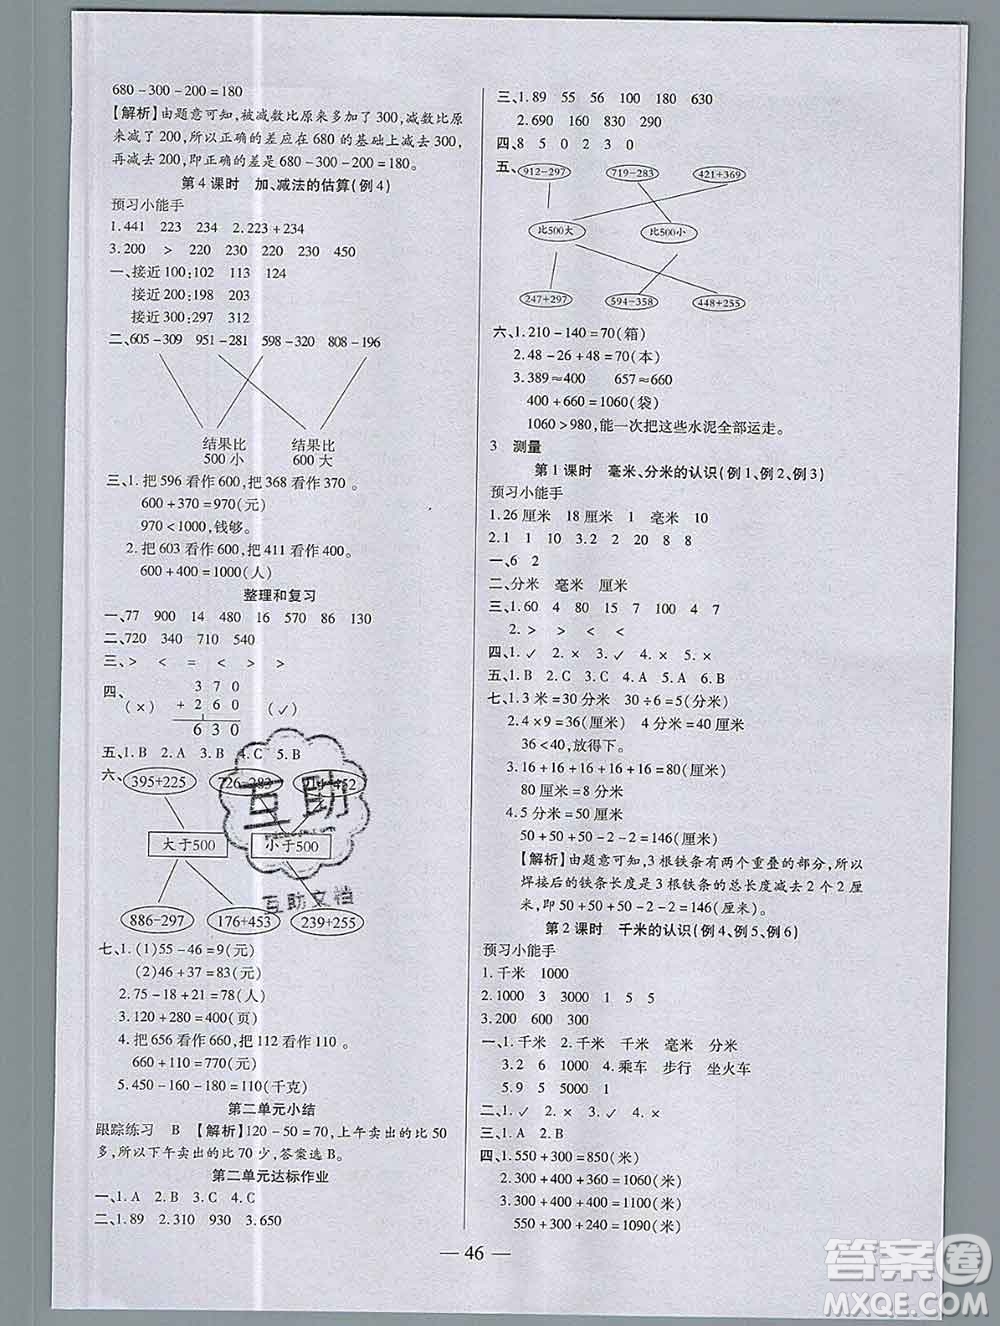 680-300-200=180
【解析】由题意可知,被减数比原来多加了300,减数比原
来减了200,所以正确的差应在680的基础上减去300,
再减去200,即正确的差是680-300-200=180。
第4课时 加、减法的估算(例4)
预习小能手
1.441 223 234 2.223+234
3.200 > 220 230 220 230 450
一、接近100:102 113 124
接近200:198 203
接近300:297 312
二、605-309 951-281 598-320 808-196
结果比
500小
结果比
600大
三、1.把596看作600,把368看作370。
600+370=970(元)
970<1000,钱够。
2.把603看作600,把411看作400。
600+400=1000(人)
整理和复习
一、77 900 14 480 16 570 86 130
二、720 340 710 540
三、> < = < > <
四、
(×)
3 7 0
+ 2 6 0
6 3 0
(✓)
五、1.B 2.A 3.B 4.C 5.B
六、
395+225 726-283
大于500 小于500
886-297 176+453 239+255
七、1.(1)55-46=9(元)
(2)46+37=83(元)
2.75-18+21=78(人)
3.120+280=400(页)
4.把656看作660,把112看作110。
660+110=770(元)
5.450-160-180=110(千克)
第二单元小结
跟踪练习 B 【解析】120-50=70,上午卖出的比50
多,所以下午卖出的比70少,答案选B。
第二单元达标作业
一、1.A 2.B 3.A 4.B 5.C
二、1.89 2.310 930 3.650
三、1.89 55 56 100 180 630
2.690 160 830 830
四、8 5 0 2 3 0
五、
912-297 719-283 421+369
比500大 比500小
247+297 594-358 448+255
六、1.210-140=70(箱)
2.48-26+48=70(本)
3.389≈400 657≈660
400+660=1060(袋)
1060>980,能一次把这些水泥全部运走。
3 测量
第1课时 毫米、分米的认识(例1、例2、例3)
预习小能手
1.26厘米 18厘米 1 毫米 10
2.1 1 10 3.2 2 20 8 8
一、6 2
二、分米 毫米 厘米
三、1.60 4 80 15 7 100 4 7
2.> > > >
四、1.✓ 2.× 3.✓ 4.× 5.×
五、1.B 2.C 3.C 4.A 5.A 6.B
七、1.3米=30分米 30÷6=5(分米)
2.4×9=36(厘米) 4分米=40厘米
36<40,放得下。
3.16+16+16+16+16=80(厘米)
80厘米=8分米
4.5分米=50厘米
50+50+50-2-2=146(厘米)
【解析】由题意可知,3根铁条有两个重叠的部分,所以
焊接后的铁条长度是3根铁条的总长度减去2个2厘
米,即50+50+50-2-2=146(厘米)。
第2课时 千米的认识(例4、例5、例6)
预习小能手
1.千米 1000
2.1000 3 3000 1 5 5
3.200 600 300
一、1.千米 2.千米 千米 毫米 分米
3.2 6 1000 4.乘车 步行 坐火车
5.9 5000 1
二、1.✓ 2.× 3.✓ 4.✓
三、1.A 2.B 3.C
四、1.550+300=850(米)
2.300+400+360=1060(米)
3.300+400+400=1100(米)
550+300+240=1090(米)
— 46 —
互助
互助文档
答案圈
MXQE.COM